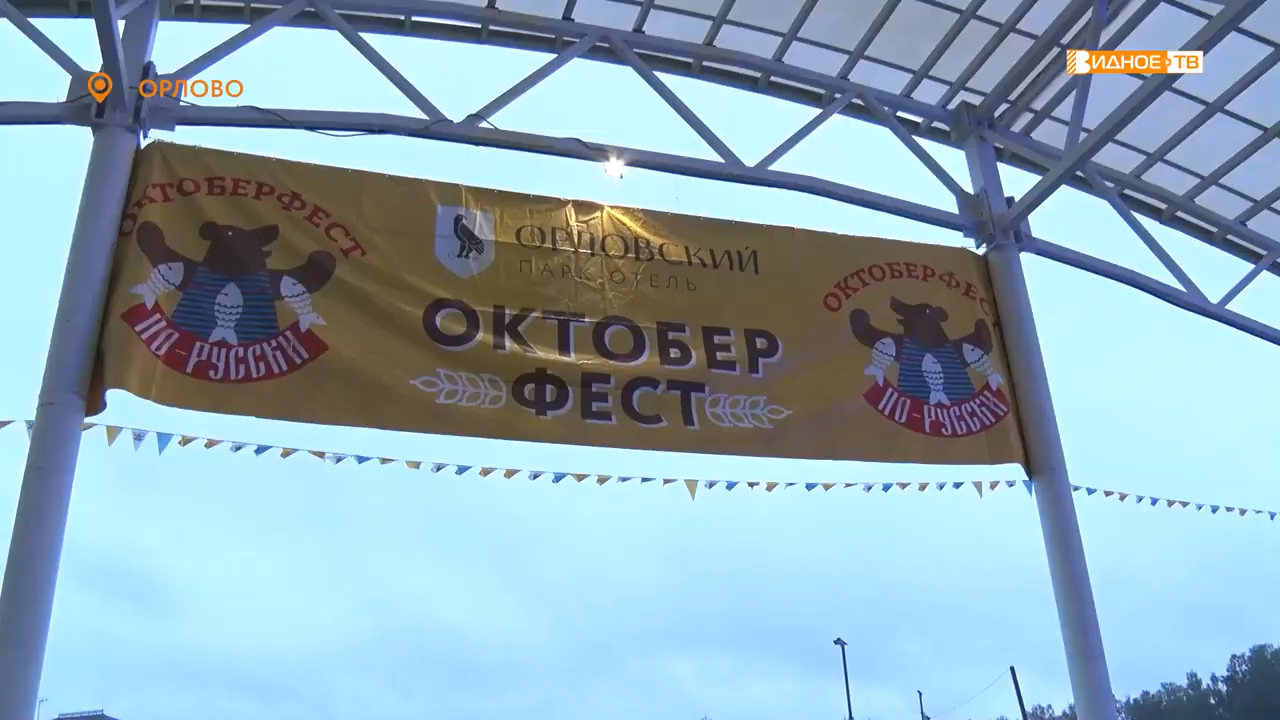 ОРЛОВО
ВИДНОЕ ТВ
ОКТОБЕРФЕСТ
ПО-РУССКИ
ОРЛОВСКИЙ
ПАРК-ОТЕЛЬ
ОКТОБЕР
ФЕСТ
ОКТОБЕРФЕСТ
ПО-РУССКИ